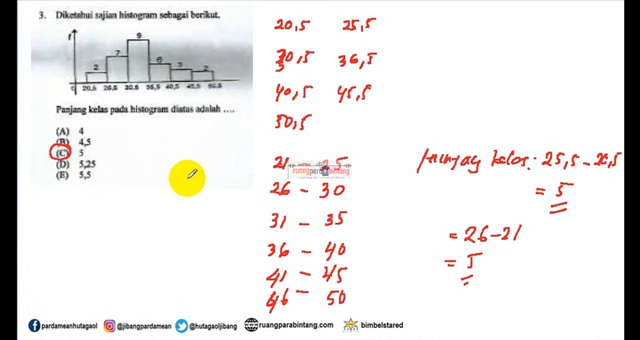 3. Diketahui sajian histogram sebagai berikut.
f
9
7
6
3
2
2
0 20,5 25,5 30,5 35,5 40,5 45,5 50,5
Panjang kelas pada histogram diatas adalah ....
(A) 4
(B) 4,5
(C) 5
(D) 5,25
(E) 5,5
20,5 25,5
30,5 36,5
40,5 45,5
50,5
21 - 25
ruangparabintang
26 - 30
31 - 35
36 - 40
41 - 45
46 - 50
panjang kelas: 25,5 - 20,5
= 5
= 26-21
= 5
pardameanhutagaol @jibangpardamean @hutagaoljibang ruangparabintang.com bimbelstared